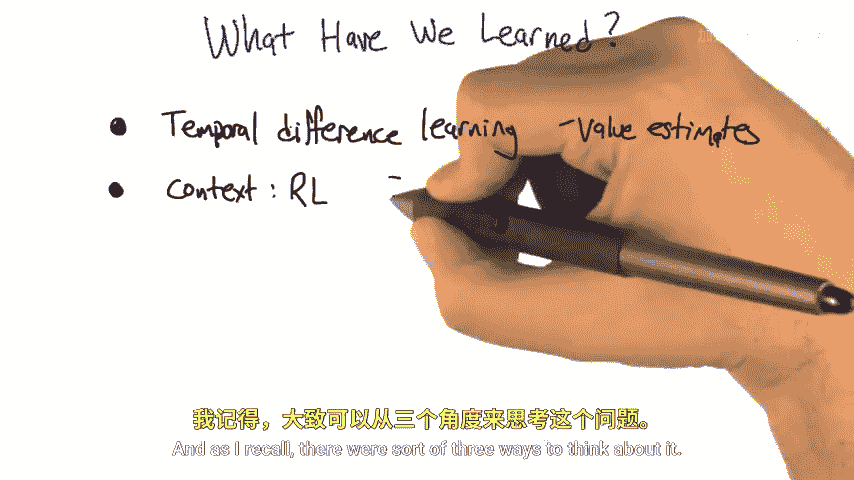 What Have We Learned?
• Temporal difference learning - value estimates
• context: RL -
我记得，大致可以从三个角度来思考这个问题。
And as I recall, there were sort of three ways to think about it.